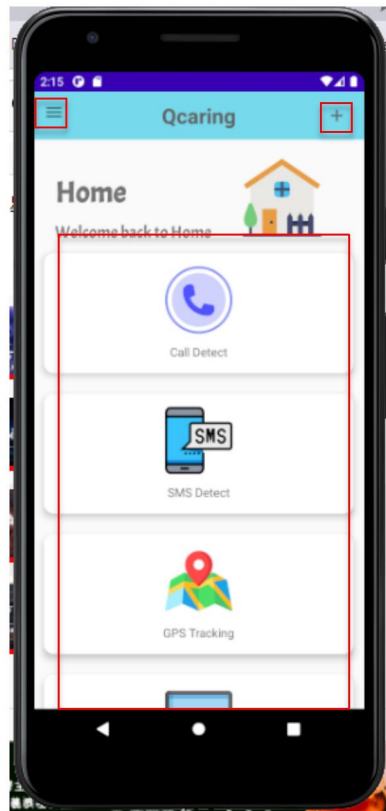 2:15
Qcaring
+
Home
Welcome back to Home
Call Detect
SMS
SMS Detect
GPS Tracking